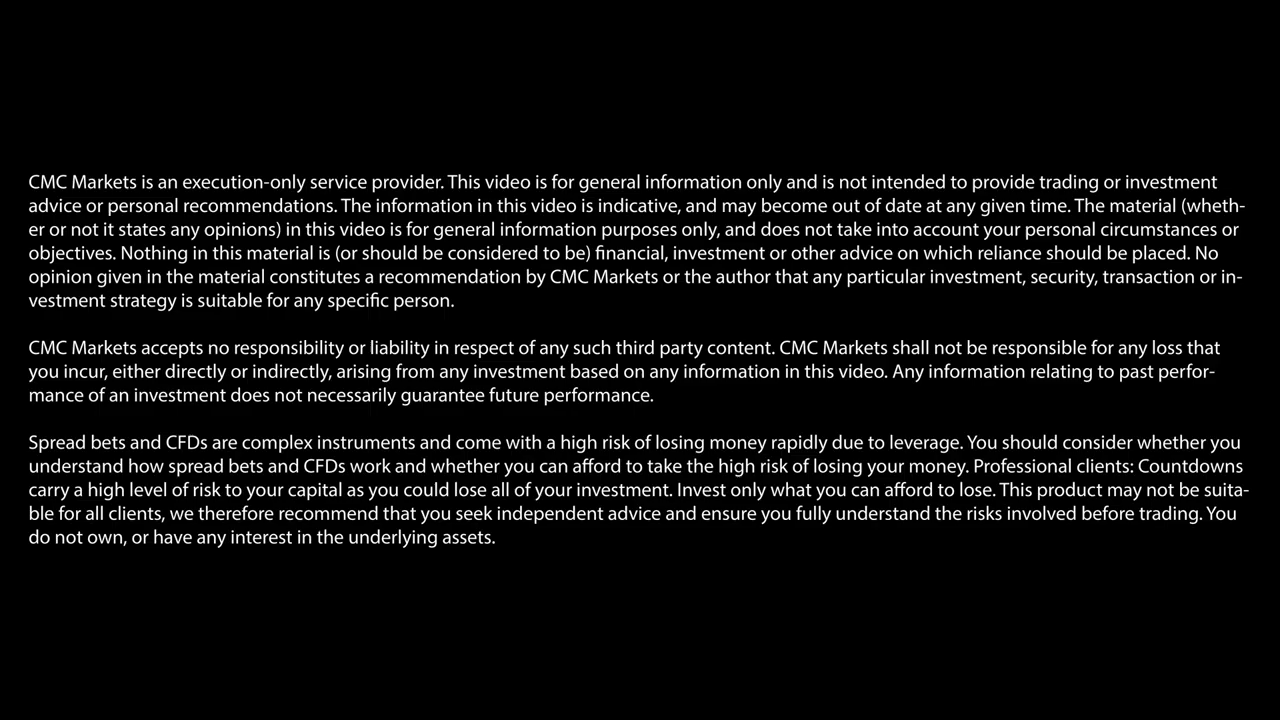 CMC Markets is an execution-only service provider. This video is for general information only and is not intended to provide trading or investment
advice or personal recommendations. The information in this video is indicative, and may become out of date at any given time. The material (wheth-
er or not it states any opinions) in this video is for general information purposes only, and does not take into account your personal circumstances or
objectives. Nothing in this material is (or should be considered to be) financial, investment or other advice on which reliance should be placed. No
opinion given in the material constitutes a recommendation by CMC Markets or the author that any particular investment, security, transaction or in-
vestment strategy is suitable for any specific person.
CMC Markets accepts no responsibility or liability in respect of any such third party content. CMC Markets shall not be responsible for any loss that
you incur, either directly or indirectly, arising from any investment based on any information in this video. Any information relating to past perfor-
mance of an investment does not necessarily guarantee future performance.
Spread bets and CFDs are complex instruments and come with a high risk of losing money rapidly due to leverage. You should consider whether you
understand how spread bets and CFDs work and whether you can afford to take the high risk of losing your money. Professional clients: Countdowns
carry a high level of risk to your capital as you could lose all of your investment. Invest only what you can afford to lose. This product may not be suita-
ble for all clients, we therefore recommend that you seek independent advice and ensure you fully understand the risks involved before trading. You
do not own, or have any interest in the underlying assets.